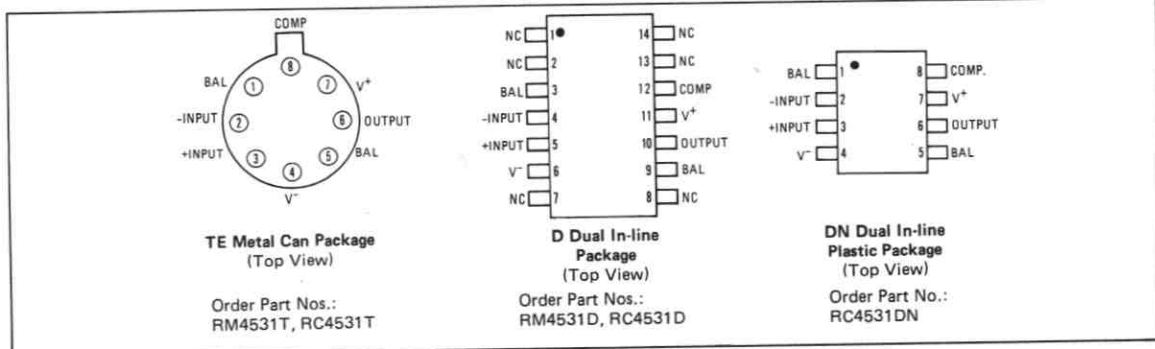 COMP
8
BAL 1
7 V+
-INPUT 2
6 OUTPUT
+INPUT 3
5 BAL
4
V-
TE Metal Can Package
(Top View)
Order Part Nos.:
RM4531T, RC4531T
NC 1 14 NC
NC 2 13 NC
BAL 3 12 COMP
-INPUT 4 11 V+
+INPUT 5 10 OUTPUT
V- 6 9 BAL
NC 7 8 NC
D Dual In-line
Package
(Top View)
Order Part Nos.:
RM4531D, RC4531D
BAL 1 8 COMP.
-INPUT 2 7 V+
+INPUT 3 6 OUTPUT
V- 4 5 BAL
DN Dual In-line
Plastic Package
(Top View)
Order Part No.:
RC4531DN